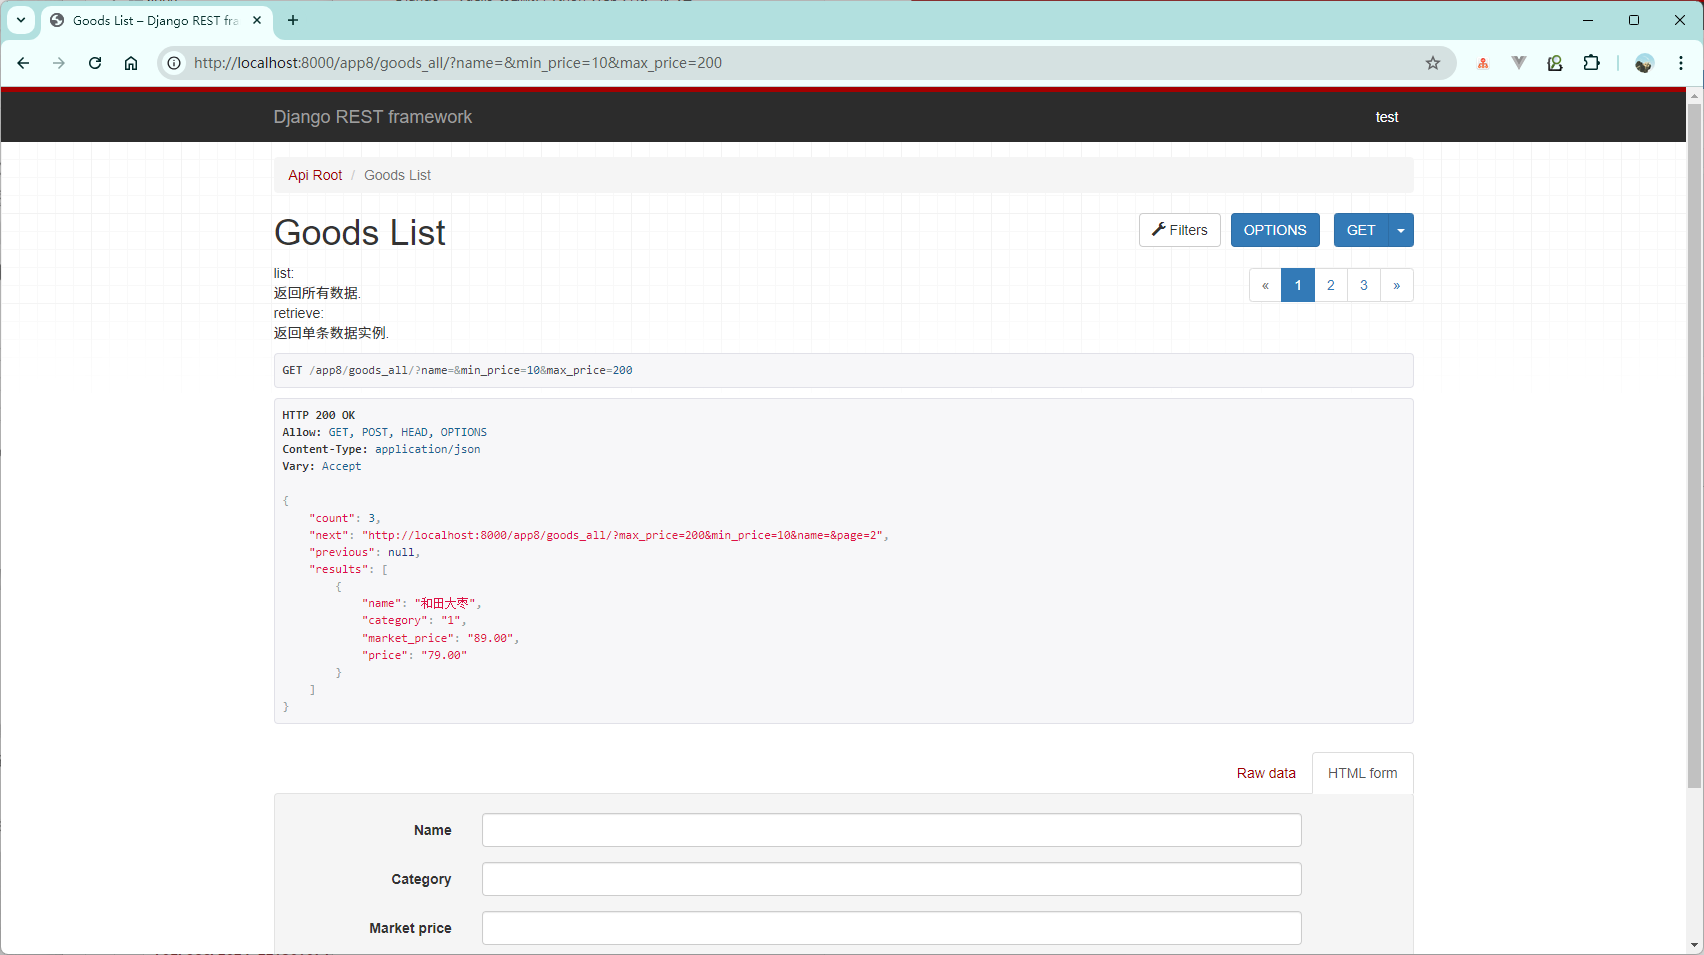 Goods List – Django REST fra
http://localhost:8000/app8/goods_all/?name=&min_price=10&max_price=200
Django REST framework
test
Api Root / Goods List
Goods List
Filters
OPTIONS
GET
list:
返回所有数据.
retrieve:
返回单条数据实例.
« 1 2 3 »
GET /app8/goods_all/?name=&min_price=10&max_price=200
HTTP 200 OK
Allow: GET, POST, HEAD, OPTIONS
Content-Type: application/json
Vary: Accept
{
    "count": 3,
    "next": "http://localhost:8000/app8/goods_all/?max_price=200&min_price=10&name=&page=2",
    "previous": null,
    "results": [
        {
            "name": "和田大枣",
            "category": "1",
            "market_price": "89.00",
            "price": "79.00"
        }
    ]
}
Raw data
HTML form
Name
Category
Market price